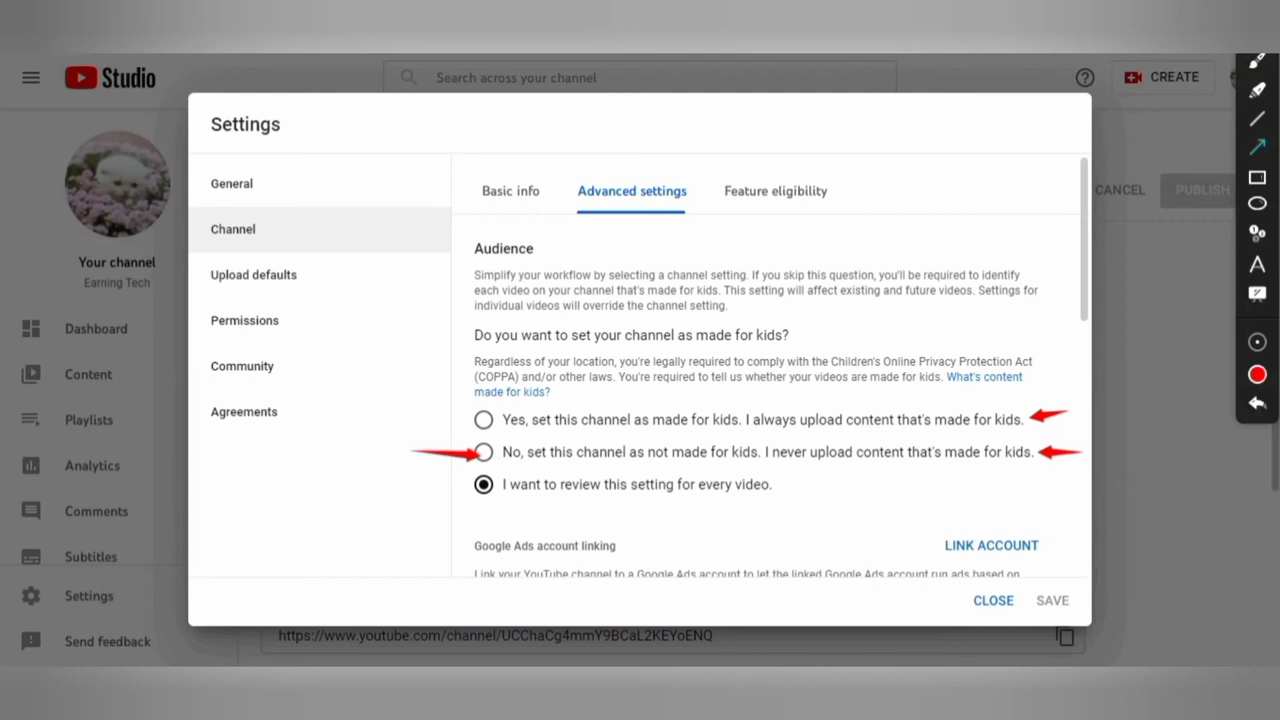 Studio
Search across your channel
CREATE
Settings
General
Channel
Upload defaults
Permissions
Community
Agreements
Basic info
Advanced settings
Feature eligibility
Audience
Simplify your workflow by selecting a channel setting. If you skip this question, you'll be required to identify
each video on your channel that's made for kids. This setting will affect existing and future videos. Settings for
individual videos will override the channel setting.
Do you want to set your channel as made for kids?
Regardless of your location, you're legally required to comply with the Children's Online Privacy Protection Act
(COPPA) and/or other laws. You're required to tell us whether your videos are made for kids. What's content
made for kids?
Yes, set this channel as made for kids. I always upload content that's made for kids.
No, set this channel as not made for kids. I never upload content that's made for kids.
I want to review this setting for every video.
Google Ads account linking
LINK ACCOUNT
Link your YouTube channel to a Google Ads account to let the linked Google Ads account run ads based on
CLOSE
SAVE
Your channel
Earning Tech
Dashboard
Content
Playlists
Analytics
Comments
Subtitles
Settings
Send feedback
CANCEL
PUBLISH
https://www.youtube.com/channel/UCChaCg4mmY9BCaL2KEYoENQ
A